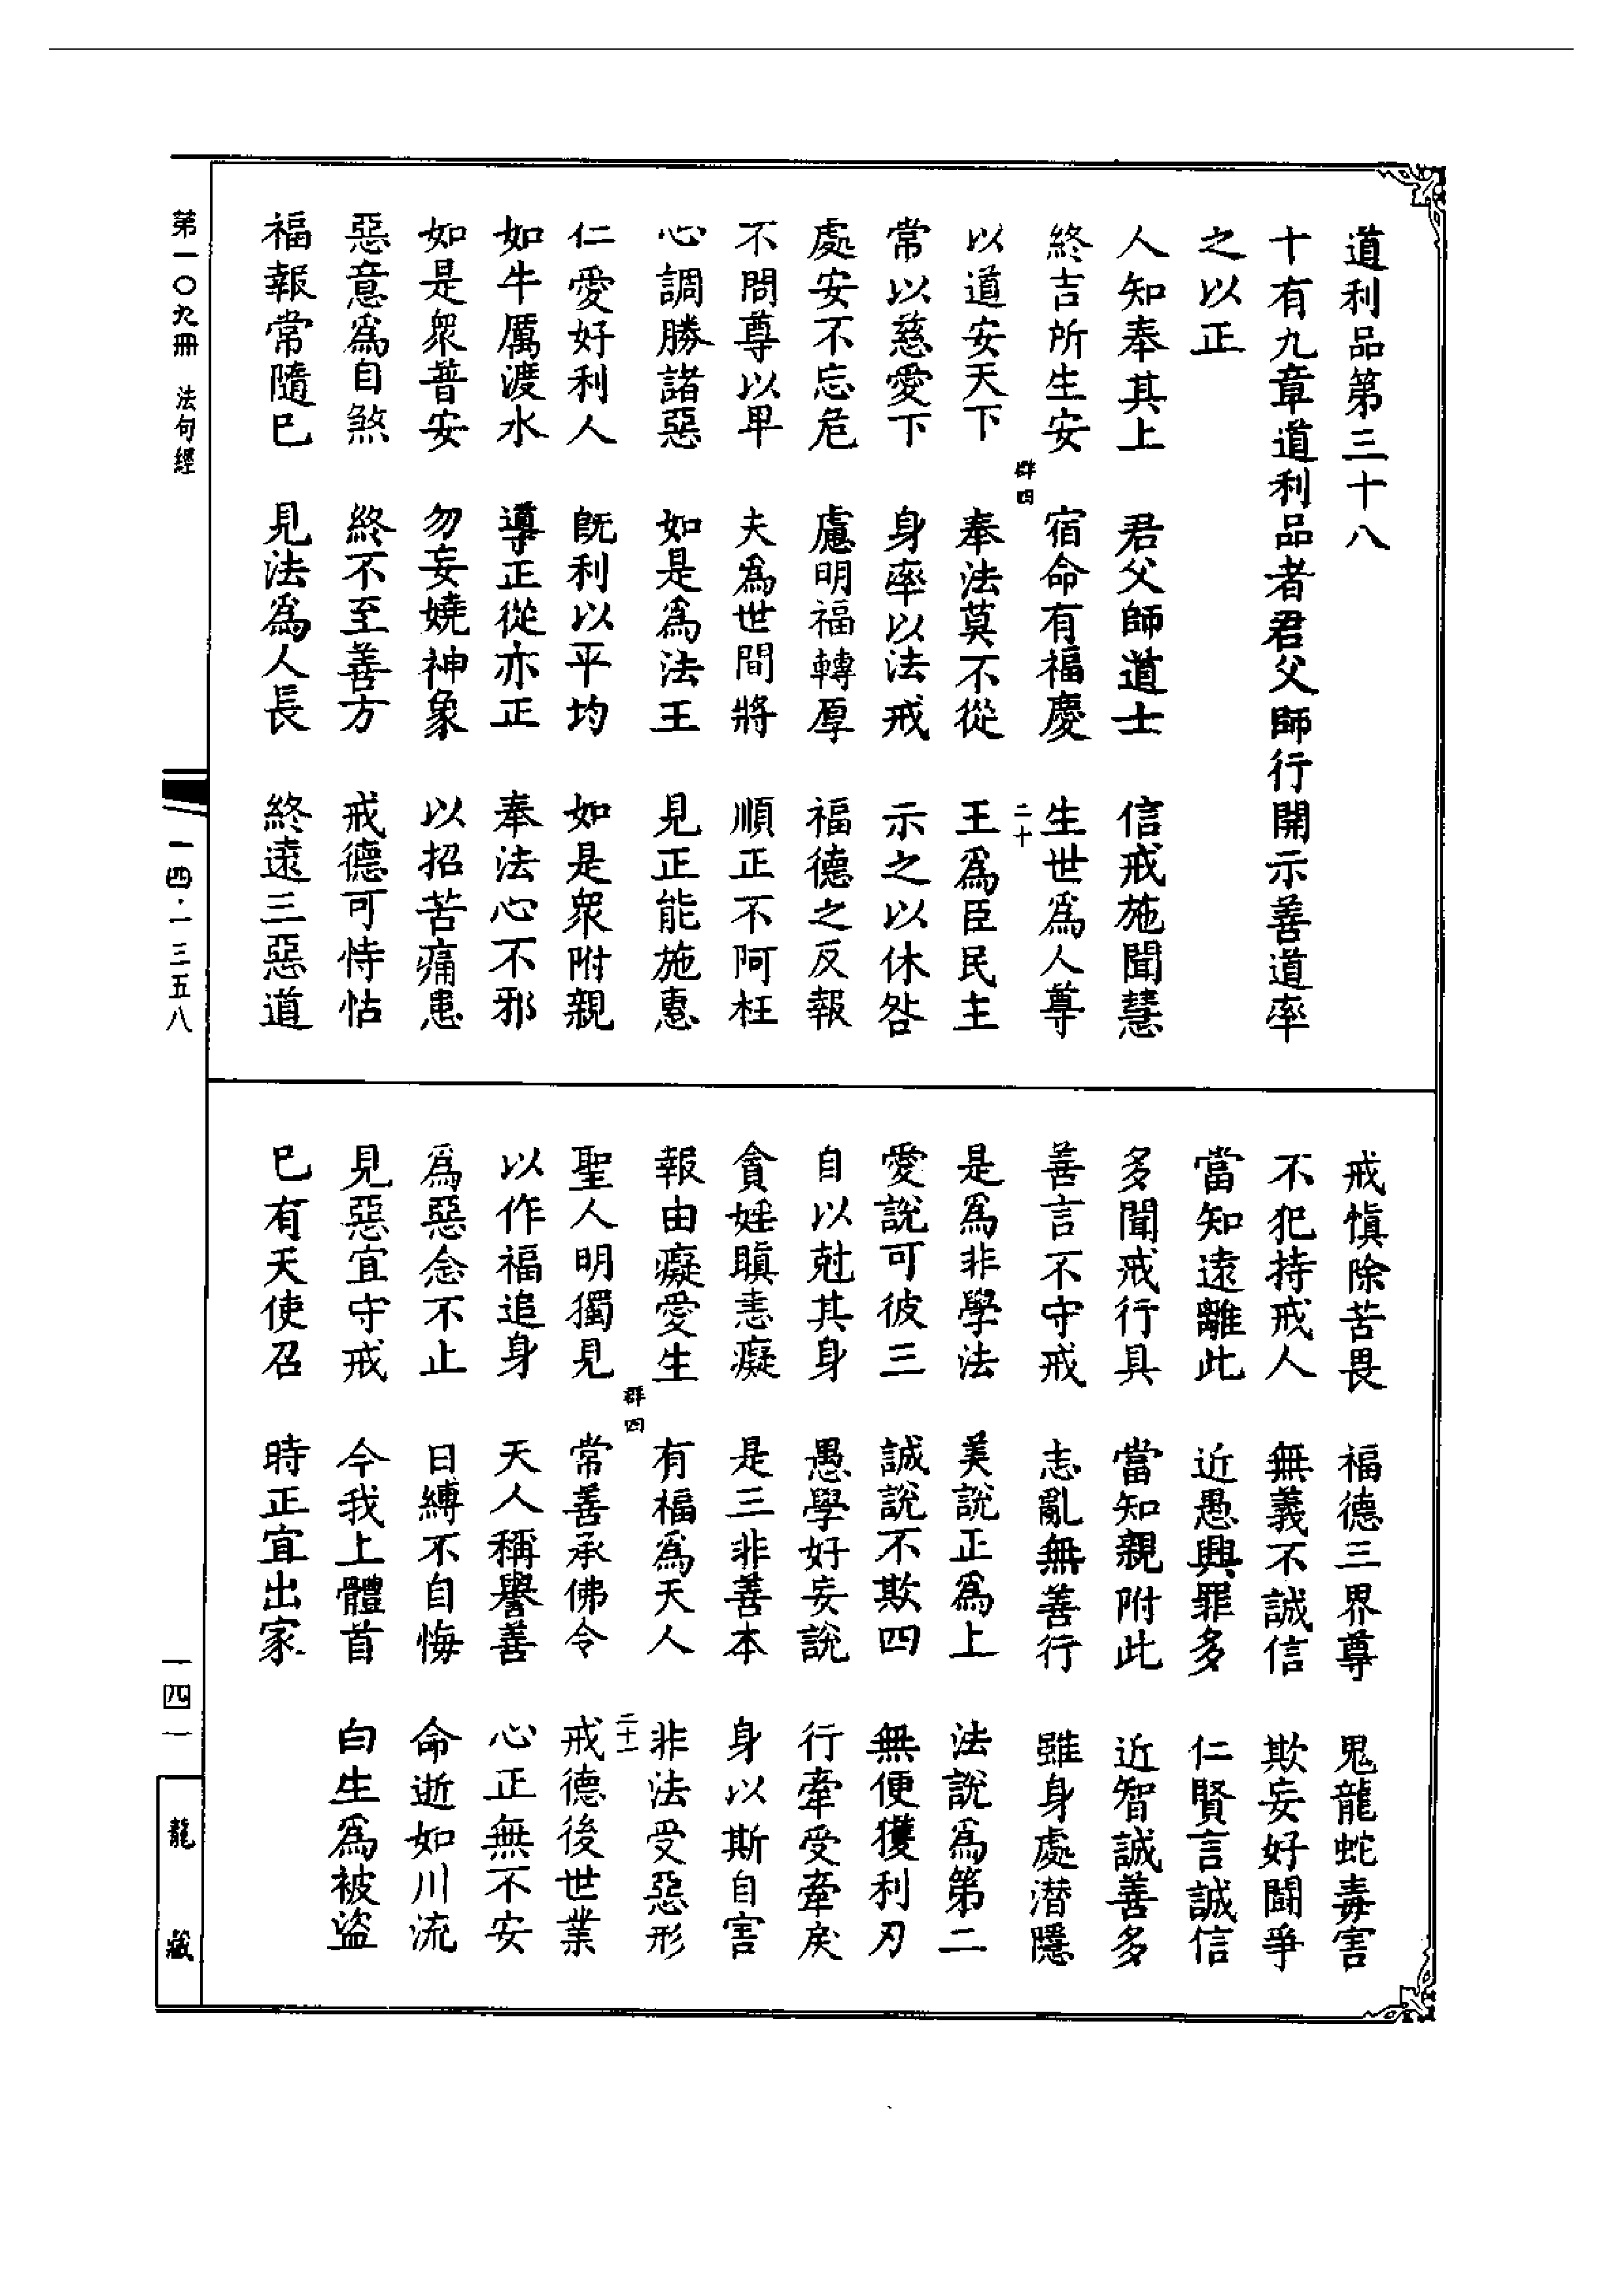 道利品第三十八
十有九章道利品者君父師行開示善道率
之以正
人知奉其上 君父師道士 信戒施聞慧
終吉所生安 宿命有福慶 生世為人尊
群四 二十
以道安天下 奉法莫不從 王為臣民主
常以慈愛下 身率以法戒 示之以休咎
處安不忘危 慮明福轉厚 福德之反報
不問尊以卑 夫為世間將 順正不阿枉
心調勝諸惡 如是為法王 見正能施惠
仁愛好利人 旣利以平均 如是眾附親
如牛厲渡水 導正從亦正 奉法心不邪
如是眾普安 勿妄嬈神象 以招苦痛患
惡意為自煞 終不至善方 戒德可恃怙
福報常隨巳 見法為人長 終遠三惡道
戒慎除苦畏 福德三界尊 鬼龍蛇毒害
不犯持戒人 無義不誠信 欺妄好鬪爭
當知遠離此 近愚興罪多 仁賢言誠信
多聞戒行具 當知親附此 近智誠善多
善言不守戒 志亂無善行 雖身處潛隱
是為非學法 美說正為上 法說為第二
愛說可彼三 誠說不欺四 無便獲利刃
自以尅其身 愚學好妄說 行牽受牽戾
貪婬瞋恚癡 是三非善本 身以斯自害
報由癡愛生 有福為天人 非法受惡形
群四 二十一
聖人明獨見 常善承佛令 戒德後世業
以作福追身 天人稱譽善 心正無不安
為惡念不止 日縛不自悔 命逝如川流
見惡宜守戒 今我上體首 白生為被盜
巳有天使召 時正宜出家
第一〇九冊 法句經
一四·一三五八
一四一
龍藏